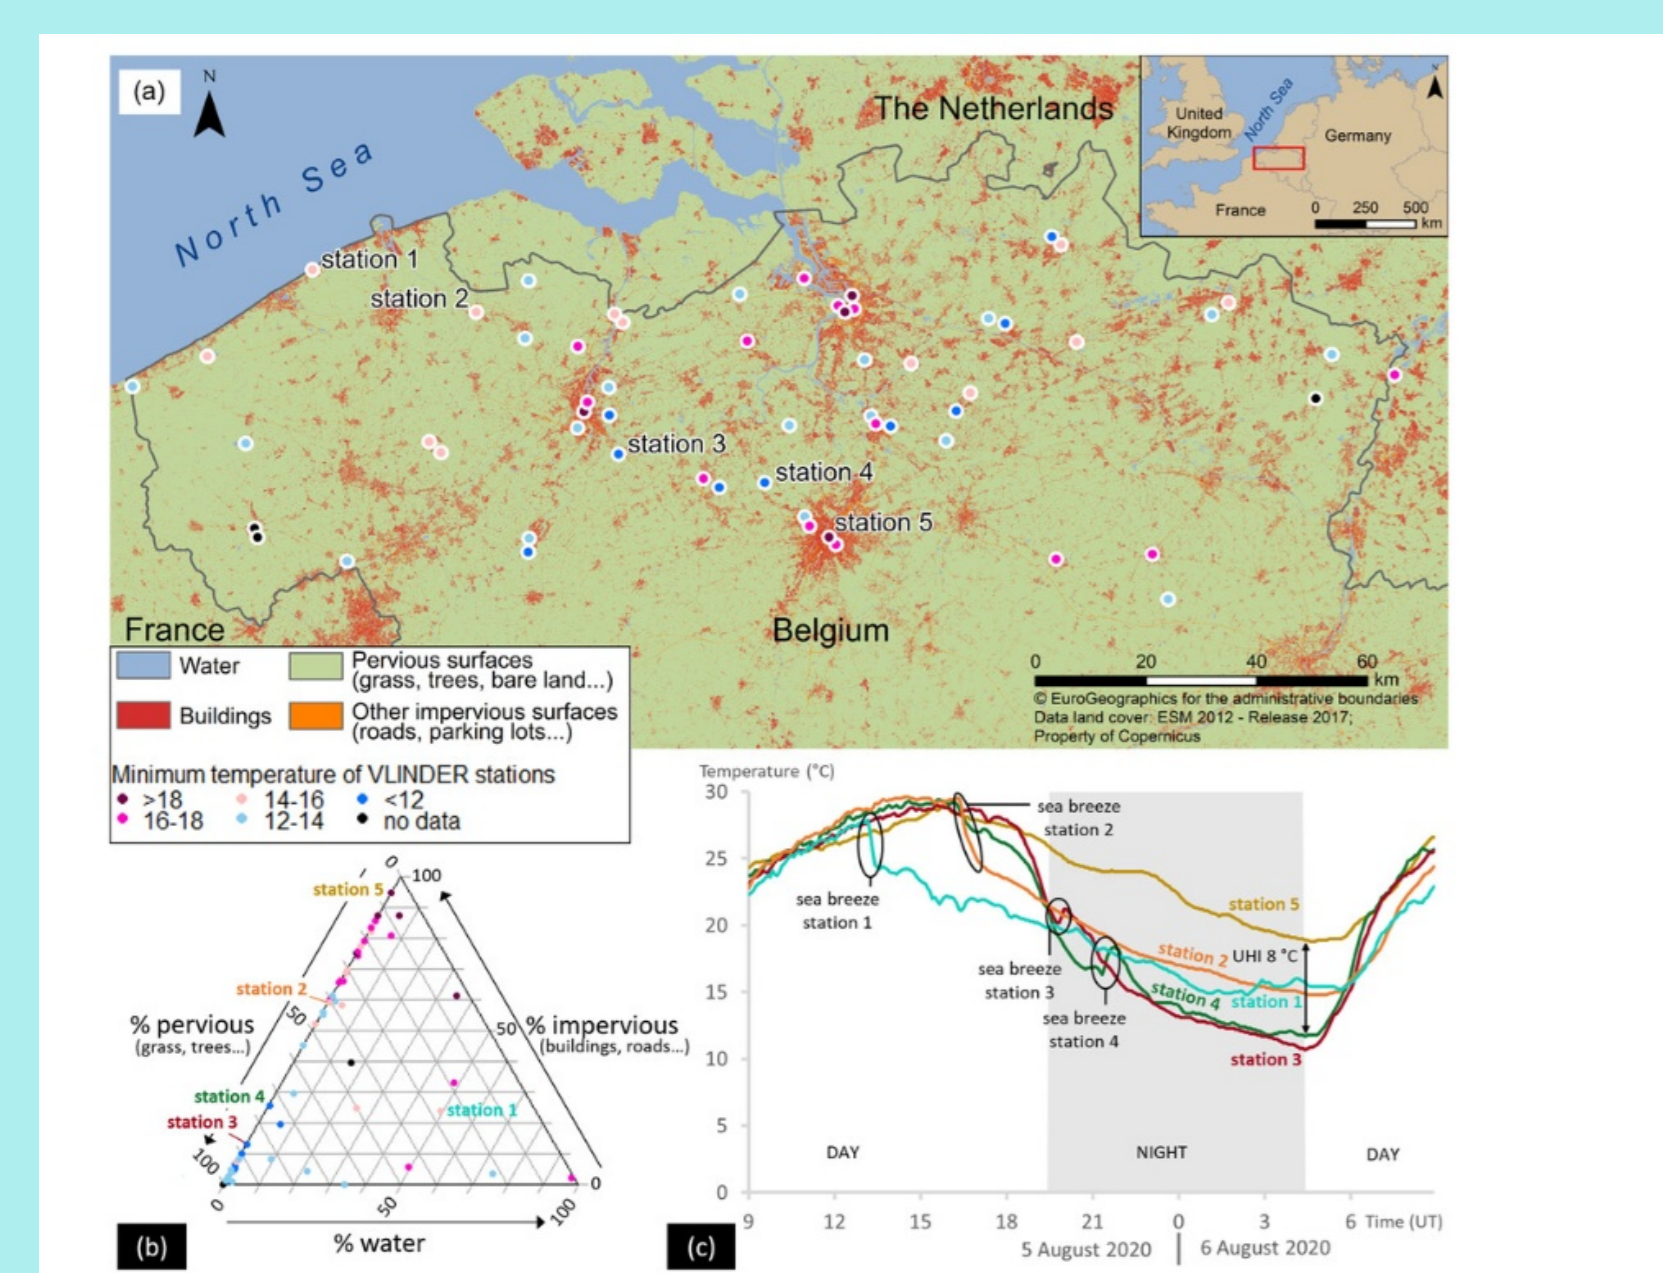 (a)
N
North Sea
The Netherlands
N
United
Kingdom
North Sea
Germany
France
0 250 500
km
station 1
station 2
station 3
station 4
station 5
France
Belgium
0 20 40 60
km
© EuroGeographics for the administrative boundaries
Data land cover: ESM 2012 - Release 2017;
Property of Copernicus
Water
Pervious surfaces
(grass, trees, bare land...)
Buildings
Other impervious surfaces
(roads, parking lots...)
Minimum temperature of VLINDER stations
>18 14-16 <12
16-18 12-14 no data
0
100
station 5
station 2
50
% pervious
(grass, trees...)
50
% impervious
(buildings, roads...)
station 4
station 1
station 3
100
0
0
50
100
% water
(b)
Temperature (°C)
30
25
20
15
10
5
0
sea breeze
station 2
sea breeze
station 1
station 5
station 2
UHI 8 °C
sea breeze
station 3
station 4
station 1
sea breeze
station 4
station 3
DAY NIGHT DAY
9 12 15 18 21 0 3 6 Time (UT)
5 August 2020 6 August 2020
(c)